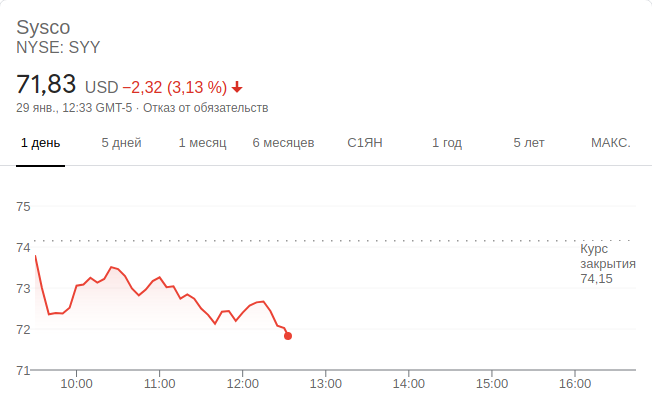 Sysco
NYSE: SYY
71,83 USD −2,32 (3,13 %)
29 янв., 12:33 GMT-5 · Отказ от обязательств
1 день 5 дней 1 месяц 6 месяцев С1ЯН 1 год 5 лет МАКС.
75
74
73
72
71
Курс
закрытия
74,15
10:00 11:00 12:00 13:00 14:00 15:00 16:00